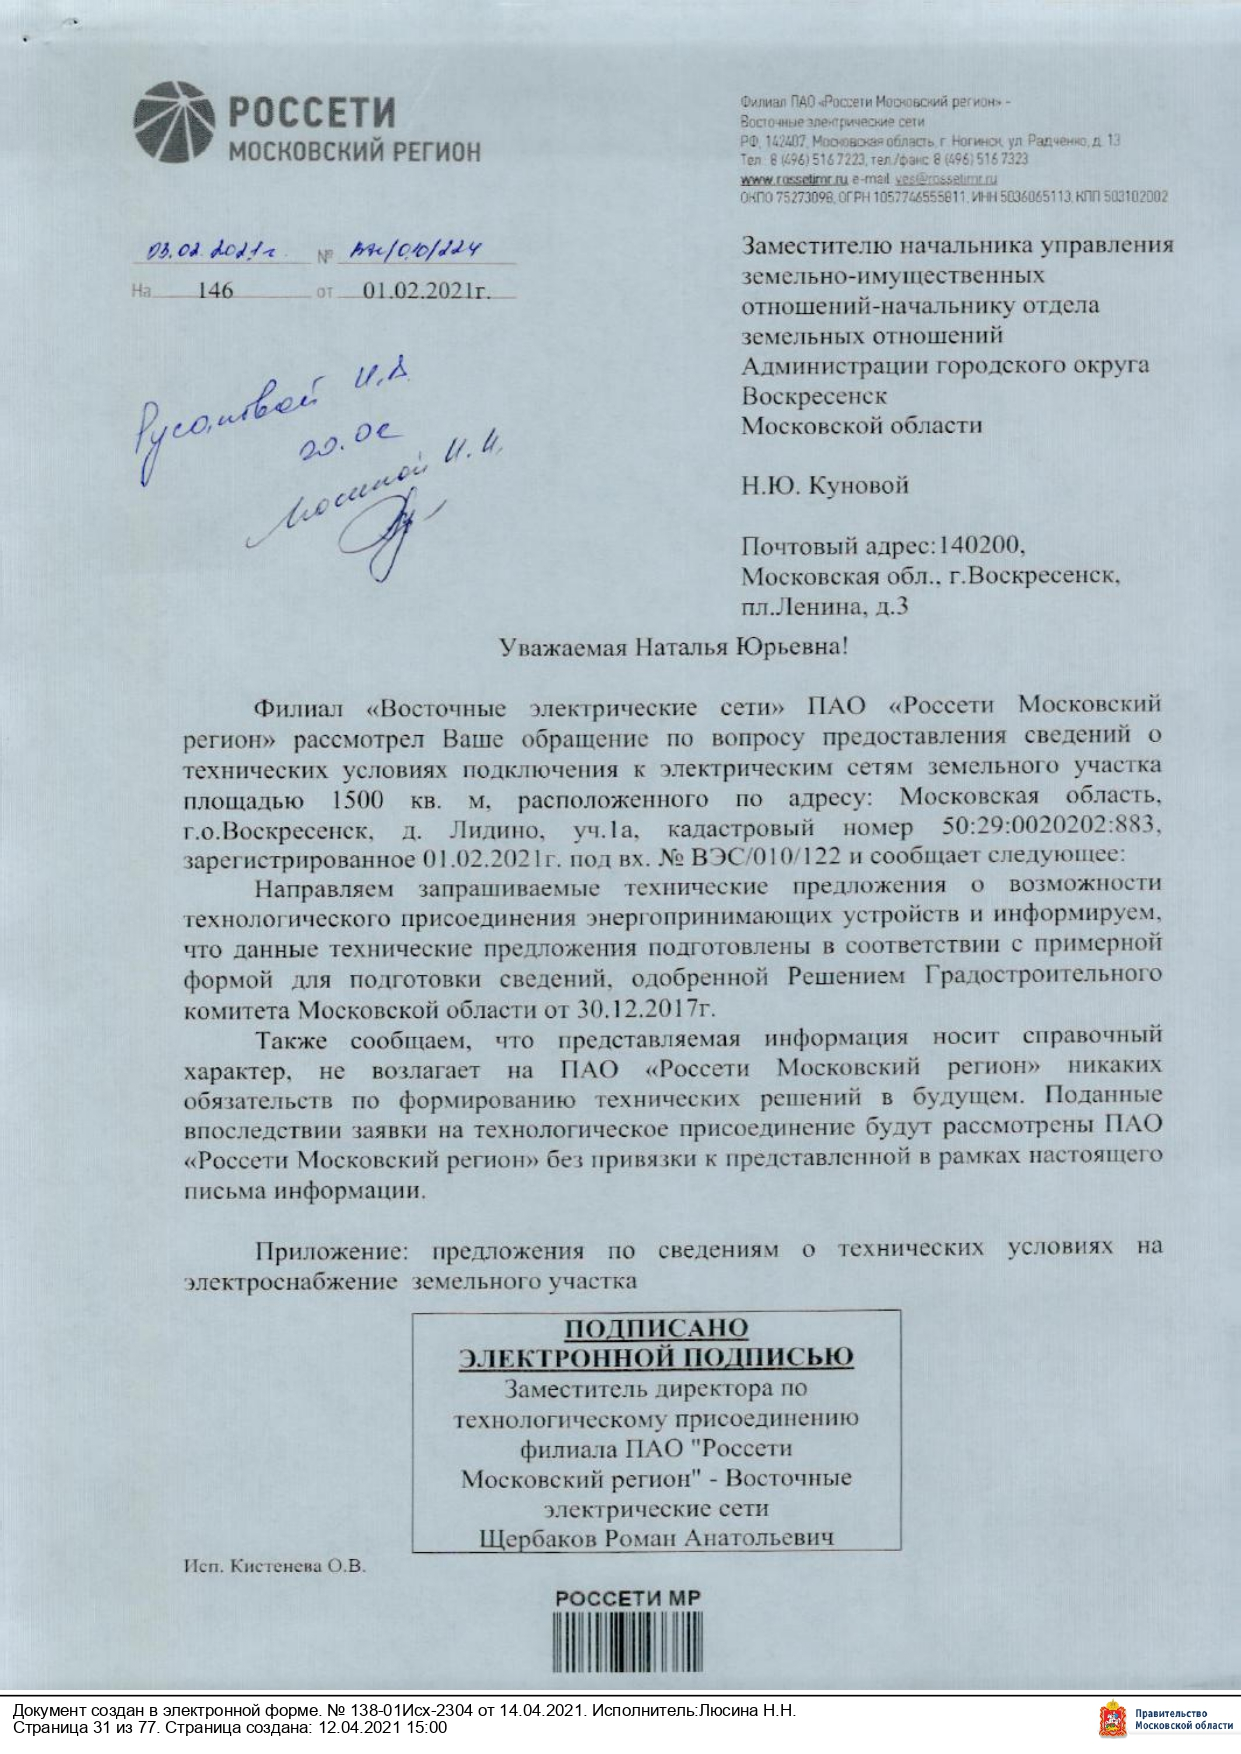 РОССЕТИ
МОСКОВСКИЙ РЕГИОН
Филиал ПАО «Россети Московский регион» -
Восточные электрические сети
РФ, 142407, Московская область, г. Ногинск, ул. Радченко, д. 13
Тел.: 8 (496) 516 7223, тел./факс: 8 (496) 516 7323
www.rossetimr.ru e-mail: ves@rossetimr.ru
ОКПО 75273098, ОГРН 1057746555811, ИНН 5036065113, КПП 503102002
03.02.2021г. №
На 146 от 01.02.2021г.
Заместителю начальника управления
земельно-имущественных
отношений-начальнику отдела
земельных отношений
Администрации городского округа
Воскресенск
Московской области
Н.Ю. Куновой
Почтовый адрес:140200,
Московская обл., г.Воскресенск,
пл.Ленина, д.3
Уважаемая Наталья Юрьевна!
Филиал «Восточные электрические сети» ПАО «Россети Московский
регион» рассмотрел Ваше обращение по вопросу предоставления сведений о
технических условиях подключения к электрическим сетям земельного участка
площадью 1500 кв. м, расположенного по адресу: Московская область,
г.о.Воскресенск, д. Лидино, уч.1а, кадастровый номер 50:29:0020202:883,
зарегистрированное 01.02.2021г. под вх. № ВЭС/010/122 и сообщает следующее:
Направляем запрашиваемые технические предложения о возможности
технологического присоединения энергопринимающих устройств и информируем,
что данные технические предложения подготовлены в соответствии с примерной
формой для подготовки сведений, одобренной Решением Градостроительного
комитета Московской области от 30.12.2017г.
Также сообщаем, что представляемая информация носит справочный
характер, не возлагает на ПАО «Россети Московский регион» никаких
обязательств по формированию технических решений в будущем. Поданные
впоследствии заявки на технологическое присоединение будут рассмотрены ПАО
«Россети Московский регион» без привязки к представленной в рамках настоящего
письма информации.
Приложение: предложения по сведениям о технических условиях на
электроснабжение земельного участка
ПОДПИСАНО
ЭЛЕКТРОННОЙ ПОДПИСЬЮ
Заместитель директора по
технологическому присоединению
филиала ПАО "Россети
Московский регион" - Восточные
электрические сети
Щербаков Роман Анатольевич
Исп. Кистенева О.В.
РОССЕТИ МР
Документ создан в электронной форме. № 138-01Исх-2304 от 14.04.2021. Исполнитель:Люсина Н.Н.
Страница 31 из 77. Страница создана: 12.04.2021 15:00
Правительство
Московской области